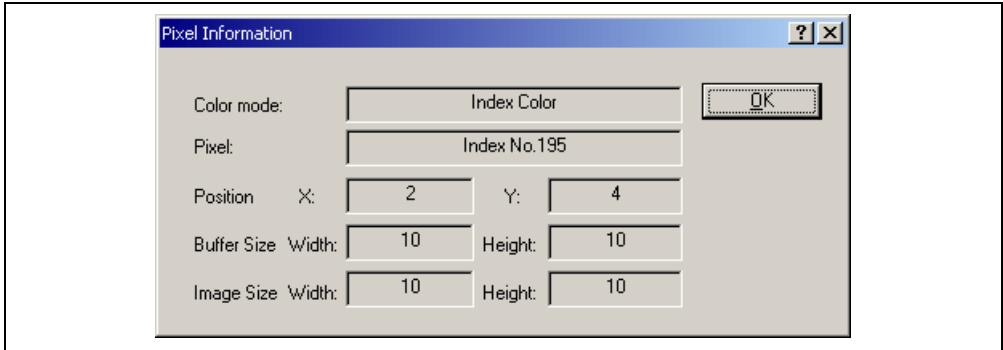 Pixel Information
Color mode: Index Color OK
Pixel: Index No.195
Position X: 2 Y: 4
Buffer Size Width: 10 Height: 10
Image Size Width: 10 Height: 10